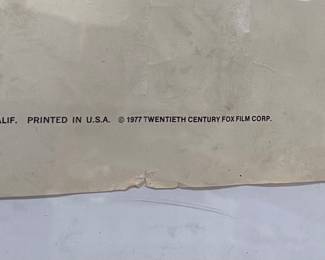 ALIF. PRINTED IN U.S.A. © 1977 TWENTIETH CENTURY FOX FILM CORP.